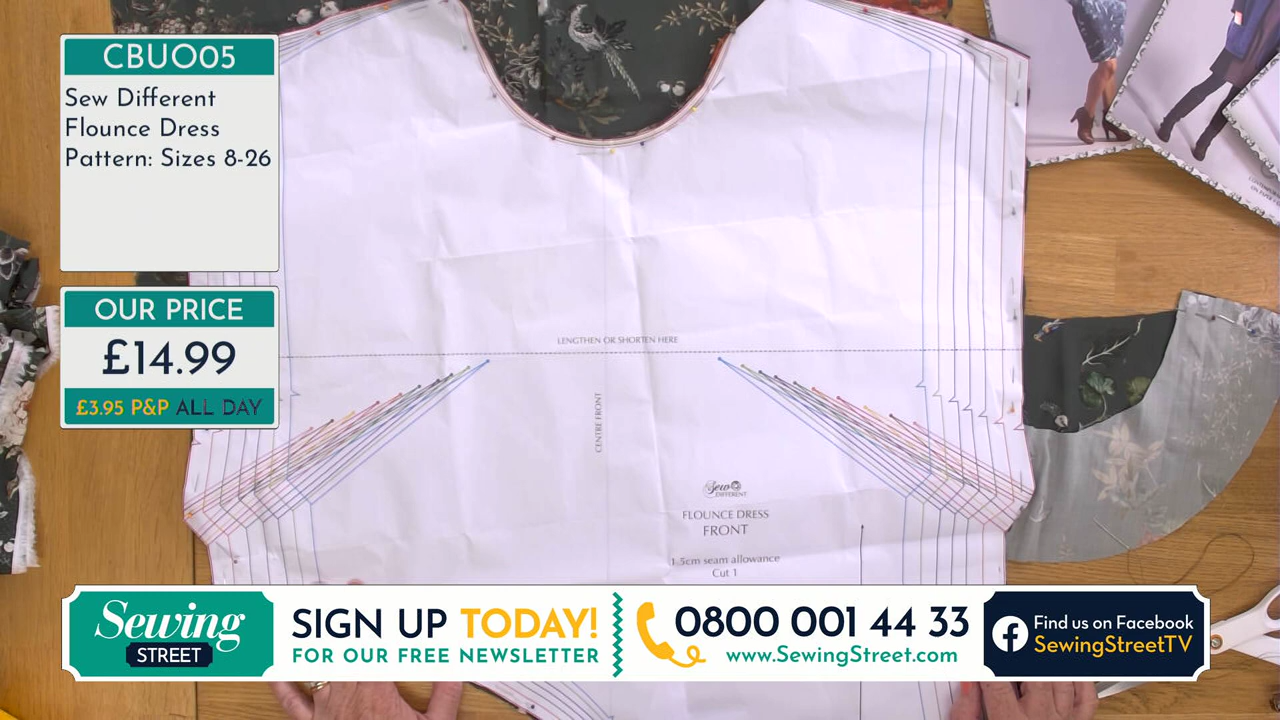 CBUO05
Sew Different
Flounce Dress
Pattern: Sizes 8-26
OUR PRICE
£14.99
£3.95 P&P ALL DAY
LENGTHEN OR SHORTEN HERE
CENTRE FRONT
Sew
DIFFERENT
FLOUNCE DRESS
FRONT
1.5cm seam allowance
Cut 1
Sewing
STREET
SIGN UP TODAY!
FOR OUR FREE NEWSLETTER
0800 001 44 33
www.SewingStreet.com
Find us on Facebook
SewingStreetTV